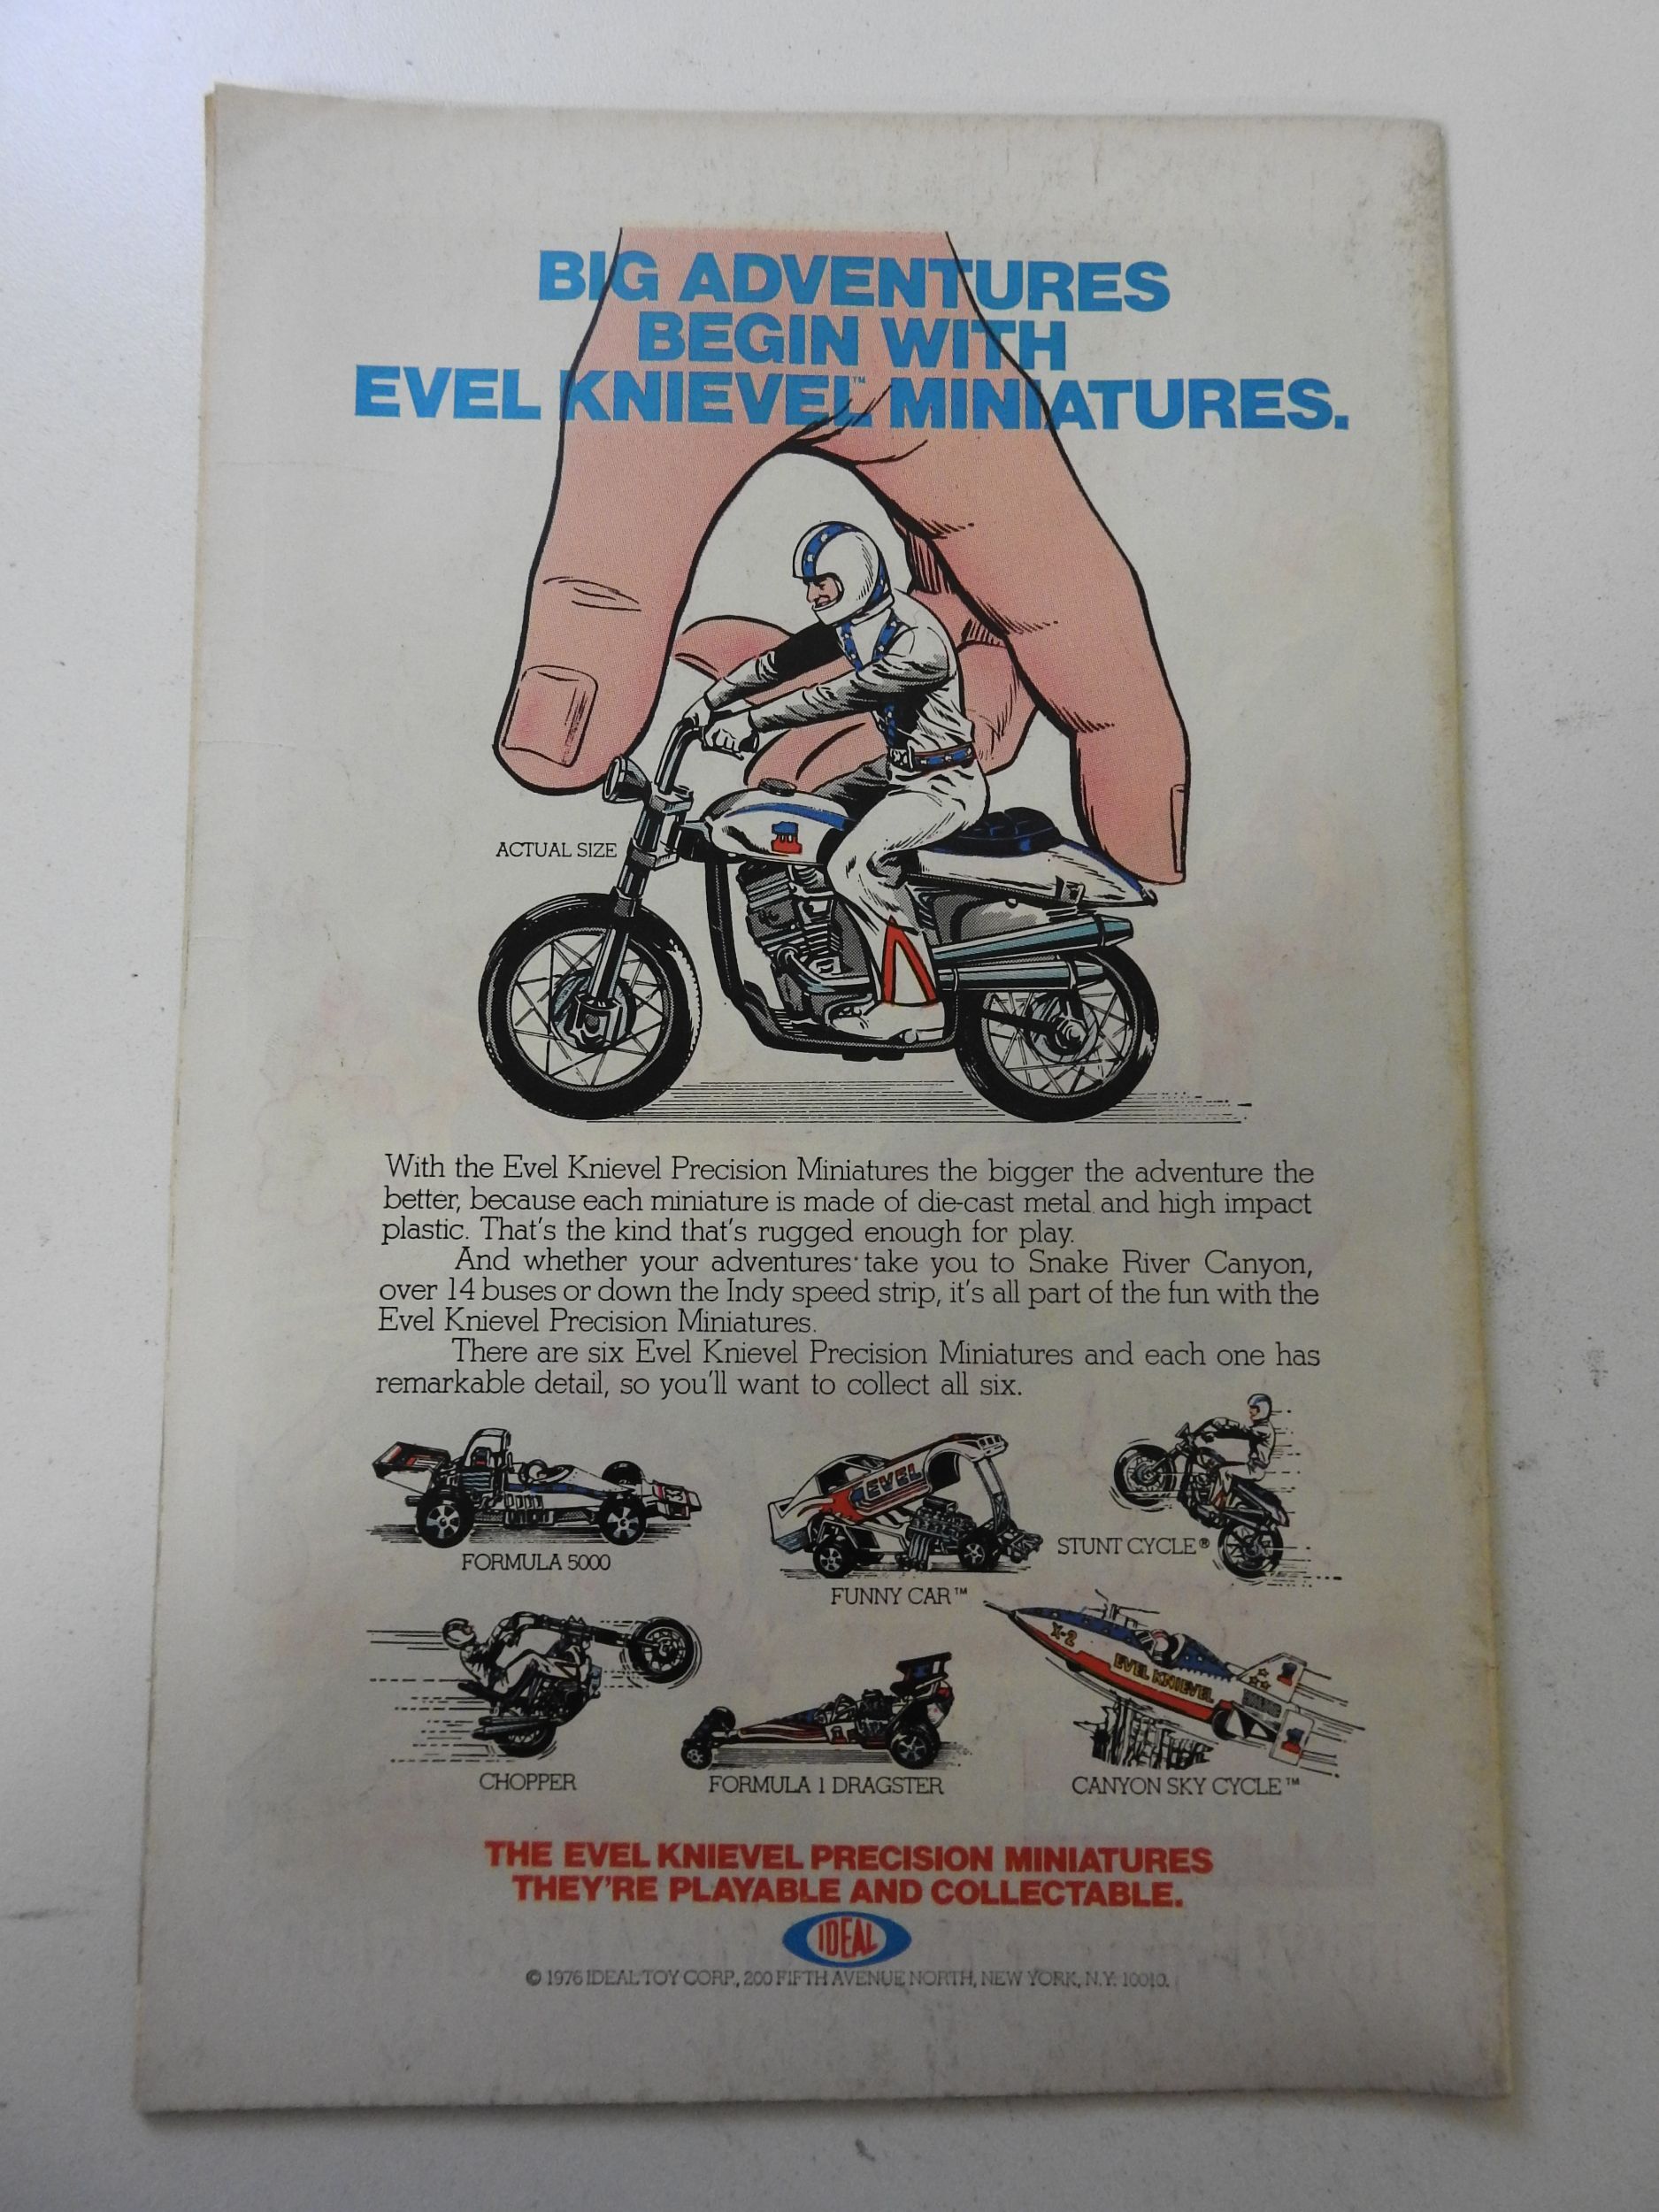 BIG ADVENTURES
BEGIN WITH
EVEL KNIEVEL™ MINIATURES.
ACTUAL SIZE
1
With the Evel Knievel Precision Miniatures the bigger the adventure the
better, because each miniature is made of die-cast metal and high impact
plastic. That's the kind that's rugged enough for play.
And whether your adventures take you to Snake River Canyon,
over 14 buses or down the Indy speed strip, it's all part of the fun with the
Evel Knievel Precision Miniatures.
There are six Evel Knievel Precision Miniatures and each one has
remarkable detail, so you'll want to collect all six.
EVEL
FORMULA 5000
FUNNY CAR™
STUNT CYCLE®
X-2
EVEL KNIEVEL
CHOPPER
FORMULA 1 DRAGSTER
CANYON SKY CYCLE™
THE EVEL KNIEVEL PRECISION MINIATURES
THEY'RE PLAYABLE AND COLLECTABLE.
IDEAL
© 1976 IDEAL TOY CORP., 200 FIFTH AVENUE NORTH, NEW YORK, N.Y. 10010.